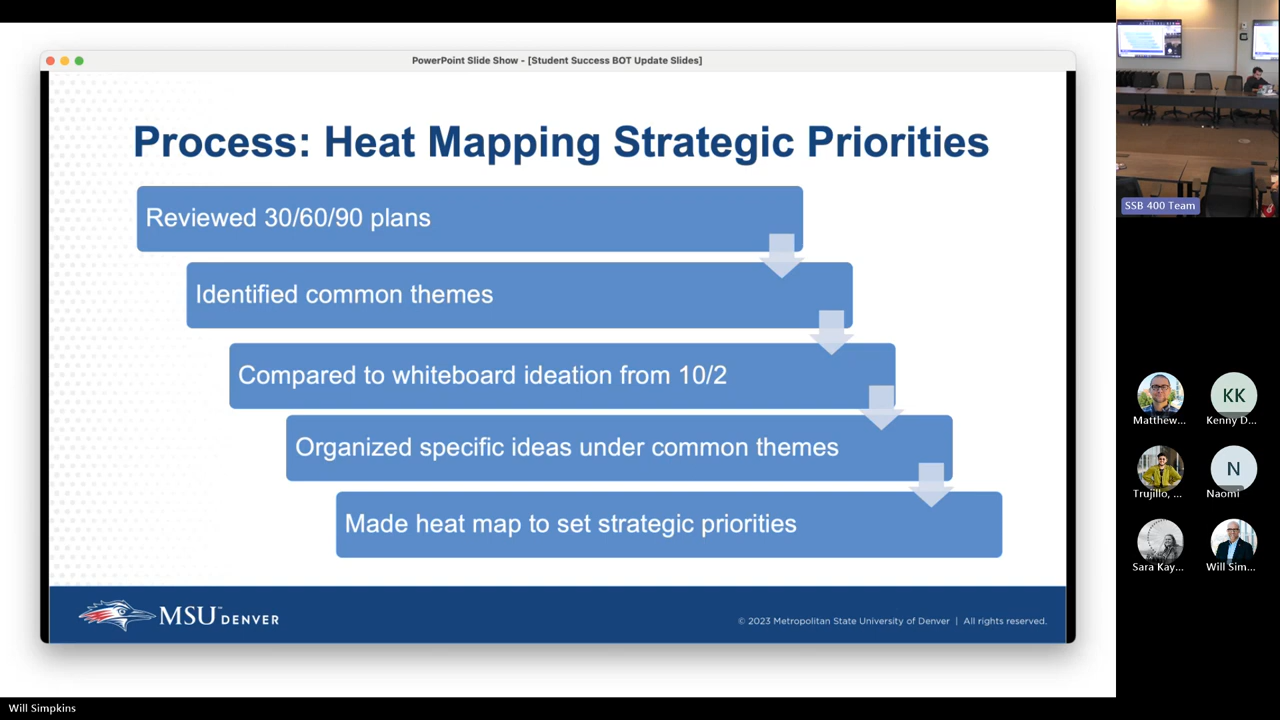 PowerPoint Slide Show - [Student Success BOT Update Slides]
Process: Heat Mapping Strategic Priorities
Reviewed 30/60/90 plans
Identified common themes
Compared to whiteboard ideation from 10/2
Organized specific ideas under common themes
Made heat map to set strategic priorities
MSU DENVER
© 2023 Metropolitan State University of Denver | All rights reserved.
SSB 400 Team
Matthew...
KK
Kenny D...
Trujillo, ...
N
Naomi
Sara Kay...
Will Sim...
Will Simpkins